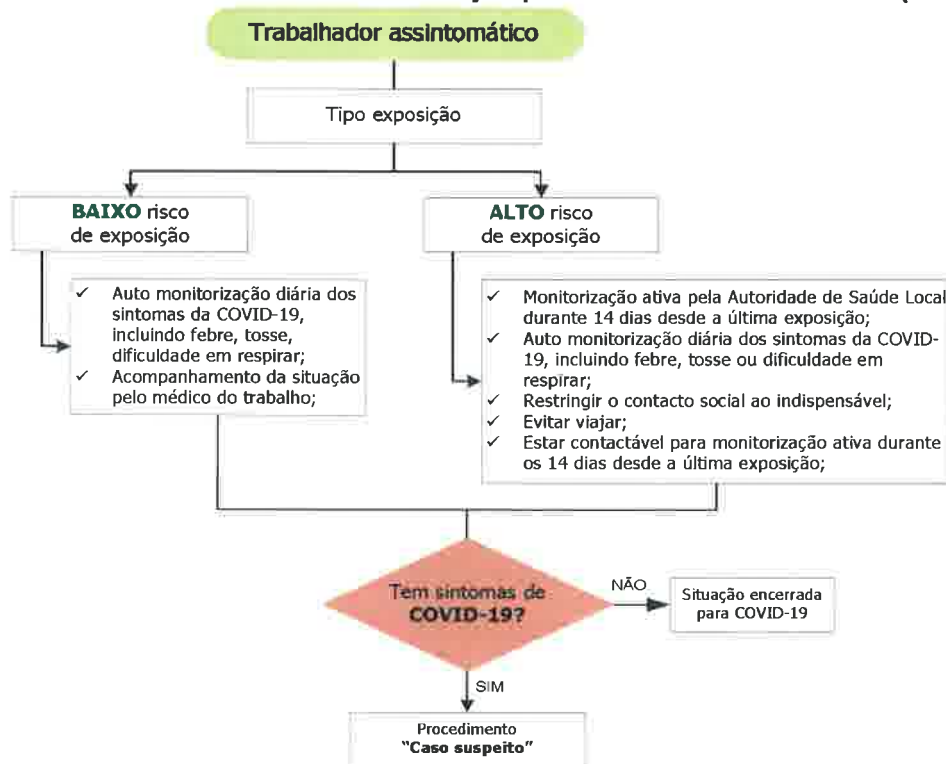 Trabalhador assintomático
Tipo exposição
BAIXO risco
de exposição
ALTO risco
de exposição
✓ Auto monitorização diária dos
sintomas da COVID-19,
incluindo febre, tosse,
dificuldade em respirar;
✓ Acompanhamento da situação
pelo médico do trabalho;
✓ Monitorização ativa pela Autoridade de Saúde Local
durante 14 dias desde a última exposição;
✓ Auto monitorização diária dos sintomas da COVID-
19, incluindo febre, tosse ou dificuldade em
respirar;
✓ Restringir o contacto social ao indispensável;
✓ Evitar viajar;
✓ Estar contactável para monitorização ativa durante
os 14 dias desde a última exposição;
Tem sintomas de
COVID-19?
NÃO
Situação encerrada
para COVID-19
SIM
Procedimento
"Caso suspeito"